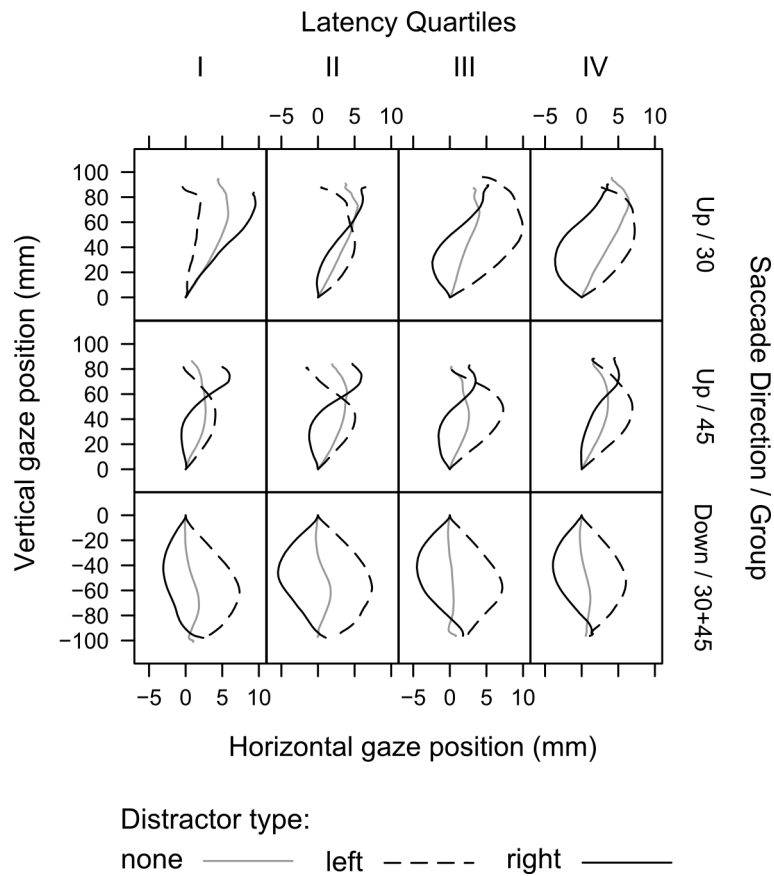 Latency Quartiles
I II III IV
−5 0 5 10 −5 0 5 10
100
80
60
40
20
0
Up / 30
100
80
60
40
20
0
Up / 45
0
−20
−40
−60
−80
−100
Down / 30+45
Vertical gaze position (mm)
Saccade Direction / Group
−5 0 5 10 −5 0 5 10
Horizontal gaze position (mm)
Distractor type:
none left right